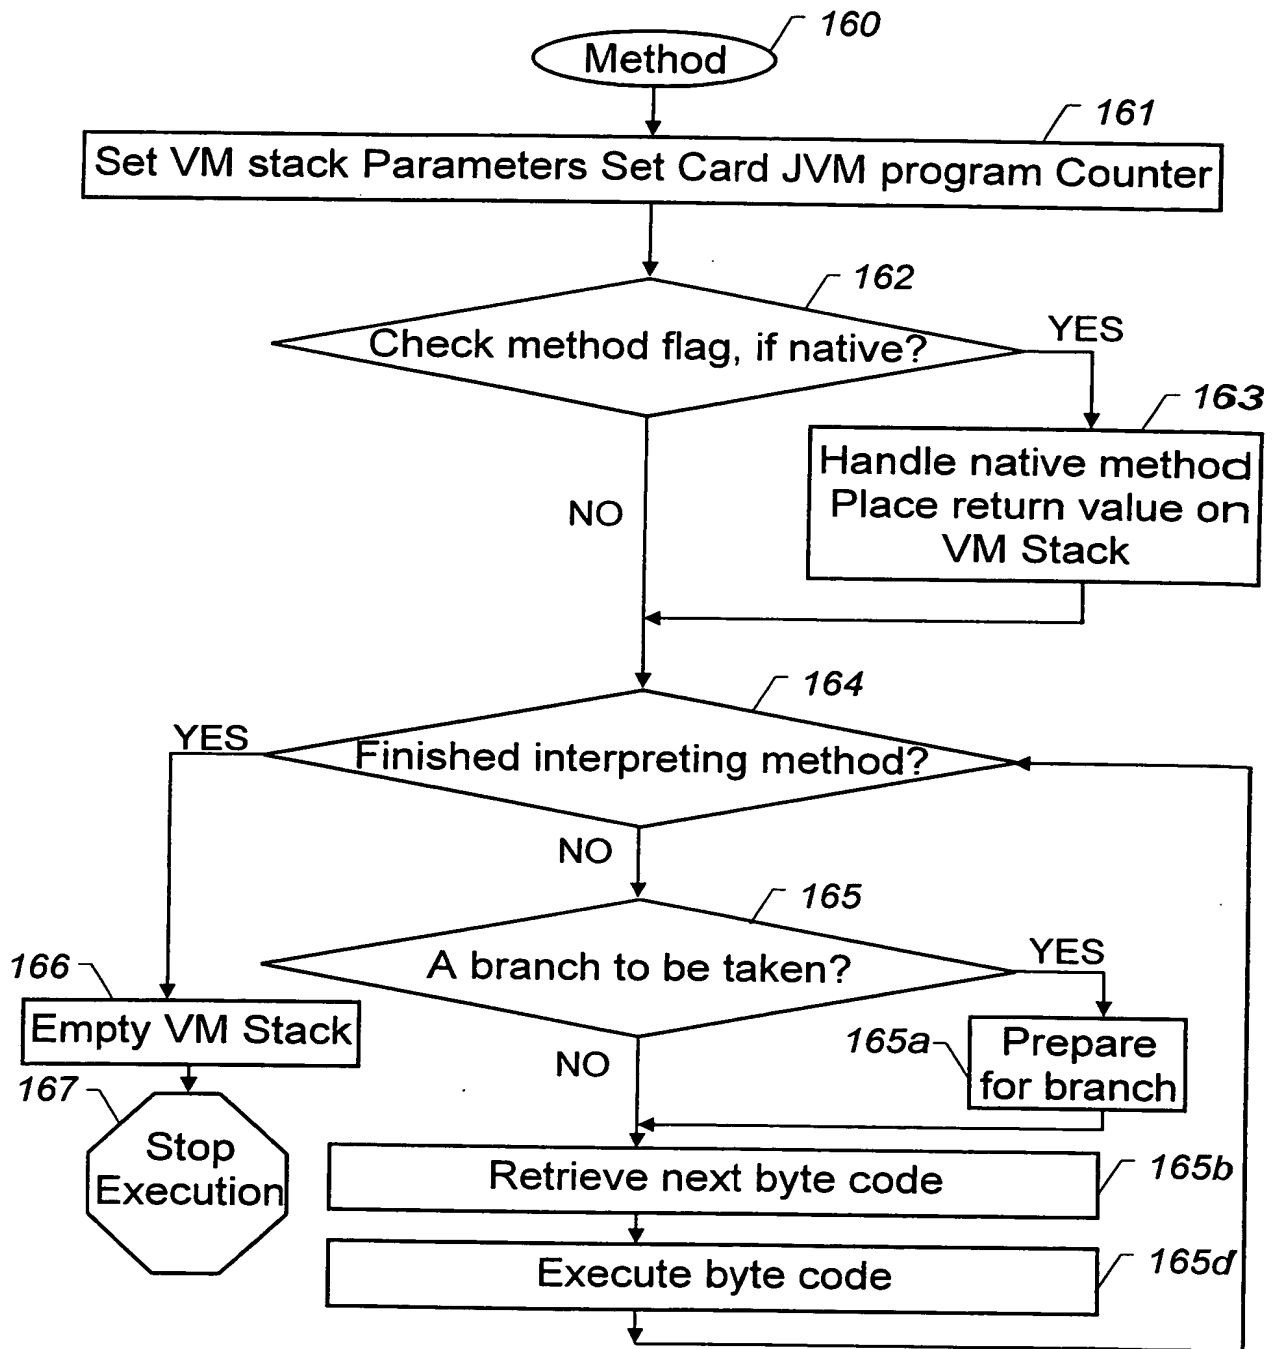 160
Method
161
Set VM stack Parameters Set Card JVM program Counter
162
Check method flag, if native?
YES
163
Handle native method
Place return value on
VM Stack
NO
164
YES
Finished interpreting method?
NO
165
A branch to be taken?
YES
166
Empty VM Stack
165a
Prepare
for branch
NO
167
Stop
Execution
Retrieve next byte code
165b
Execute byte code
165d